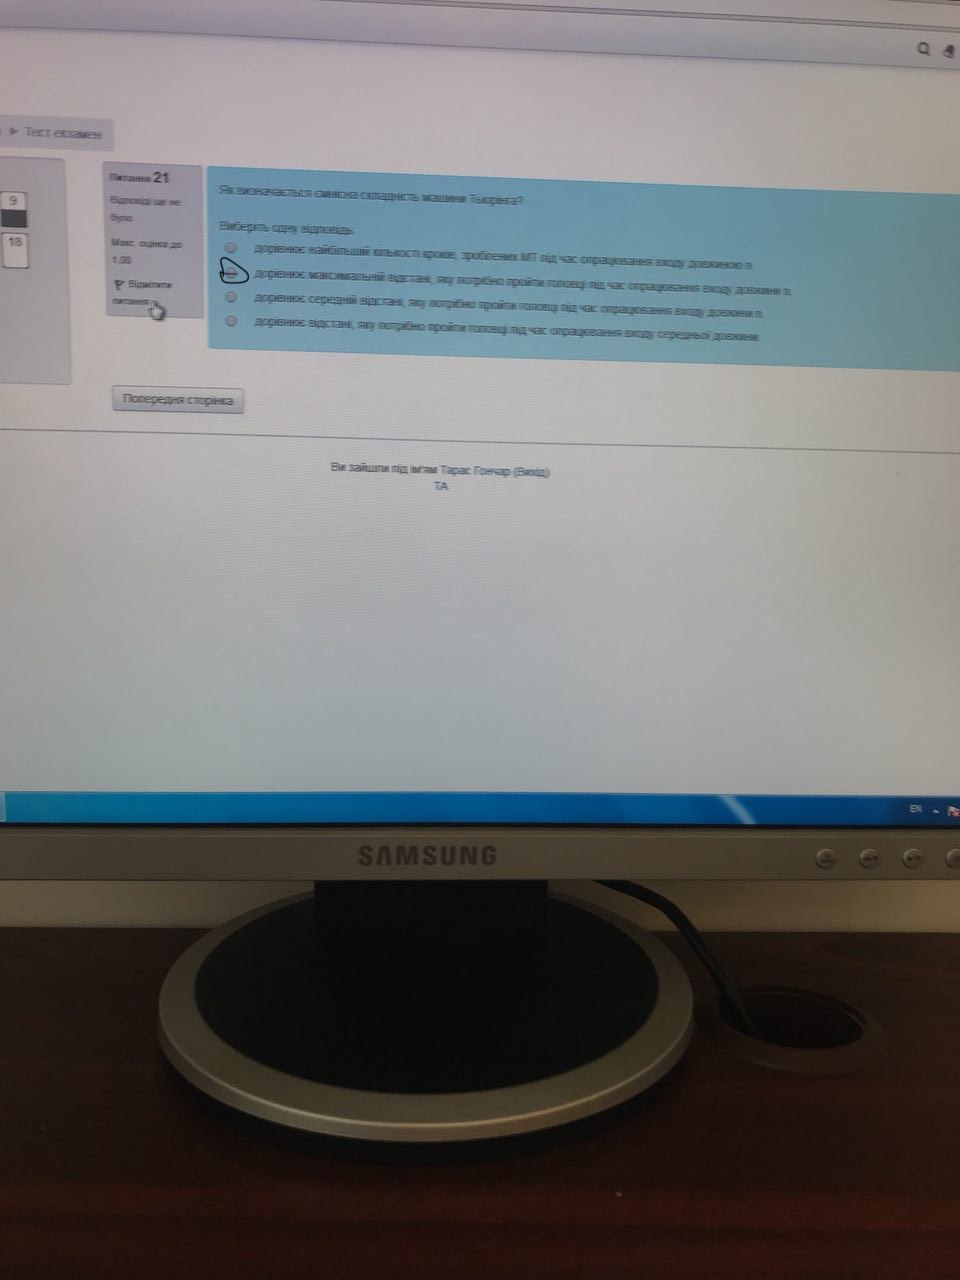 Тест екзамен
9
18
Питання 21
Відповіді ще не
було
Макс. оцінка до
1,00
Відмітити
питання
Як визначається ємнісна складність машини Тьюрінга?
Виберіть одну відповідь:
дорівнює найбільшій кількості кроків, зроблених МТ під час опрацювання входу довжиною n.
дорівнює максимальній відстані, яку потрібно пройти головці під час опрацювання входу довжини n.
дорівнює середній відстані, яку потрібно пройти головці під час опрацювання входу довжини n.
дорівнює відстані, яку потрібно пройти головці під час опрацювання входу середньої довжини.
Попередня сторінка
Ви зайшли під ім'ям Тарас Гончар (Вихід)
ТА
EN
SAMSUNG